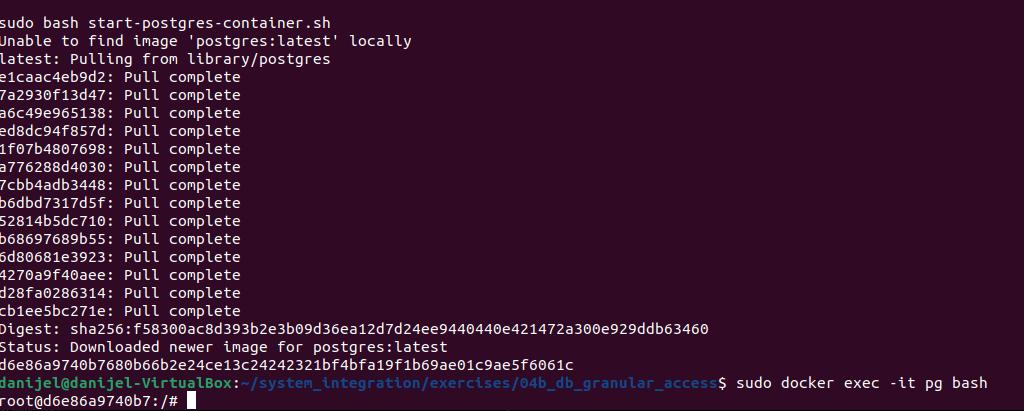 sudo bash start-postgres-container.sh
Unable to find image 'postgres:latest' locally
latest: Pulling from library/postgres
e1caac4eb9d2: Pull complete
7a2930f13d47: Pull complete
a6c49e965138: Pull complete
ed8dc94f857d: Pull complete
1f07b4807698: Pull complete
a776288d4030: Pull complete
7cbb4adb3448: Pull complete
b6dbd7317d5f: Pull complete
52814b5dc710: Pull complete
b68697689b55: Pull complete
6d80681e3923: Pull complete
4270a9f40aee: Pull complete
d28fa0286314: Pull complete
cb1ee5bc271e: Pull complete
Digest: sha256:f58300ac8d393b2e3b09d36ea12d7d24ee9440440e421472a300e929ddb63460
Status: Downloaded newer image for postgres:latest
d6e86a9740b7680b66b2e24ce13c24242321bf4bfa19f1b69ae01c9ae5f6061c
danijel@danijel-VirtualBox:~/system_integration/exercises/04b_db_granular_access$ sudo docker exec -it pg bash
root@d6e86a9740b7:/#